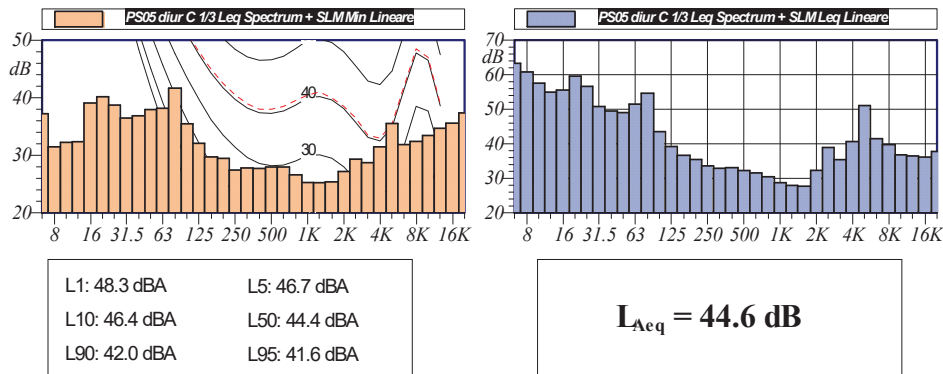 PS05 diur C 1/3 Leq Spectrum + SLM Min Lineare
50
dB
40
30
20
40
30
8 16 31.5 63 125 250 500 1K 2K 4K 8K 16K
PS05 diur C 1/3 Leq Spectrum + SLM Leq Lineare
70
dB
60
50
40
30
20
8 16 31.5 63 125 250 500 1K 2K 4K 8K 16K
L1: 48.3 dBA L5: 46.7 dBA
L10: 46.4 dBA L50: 44.4 dBA
L90: 42.0 dBA L95: 41.6 dBA
LAeq = 44.6 dB